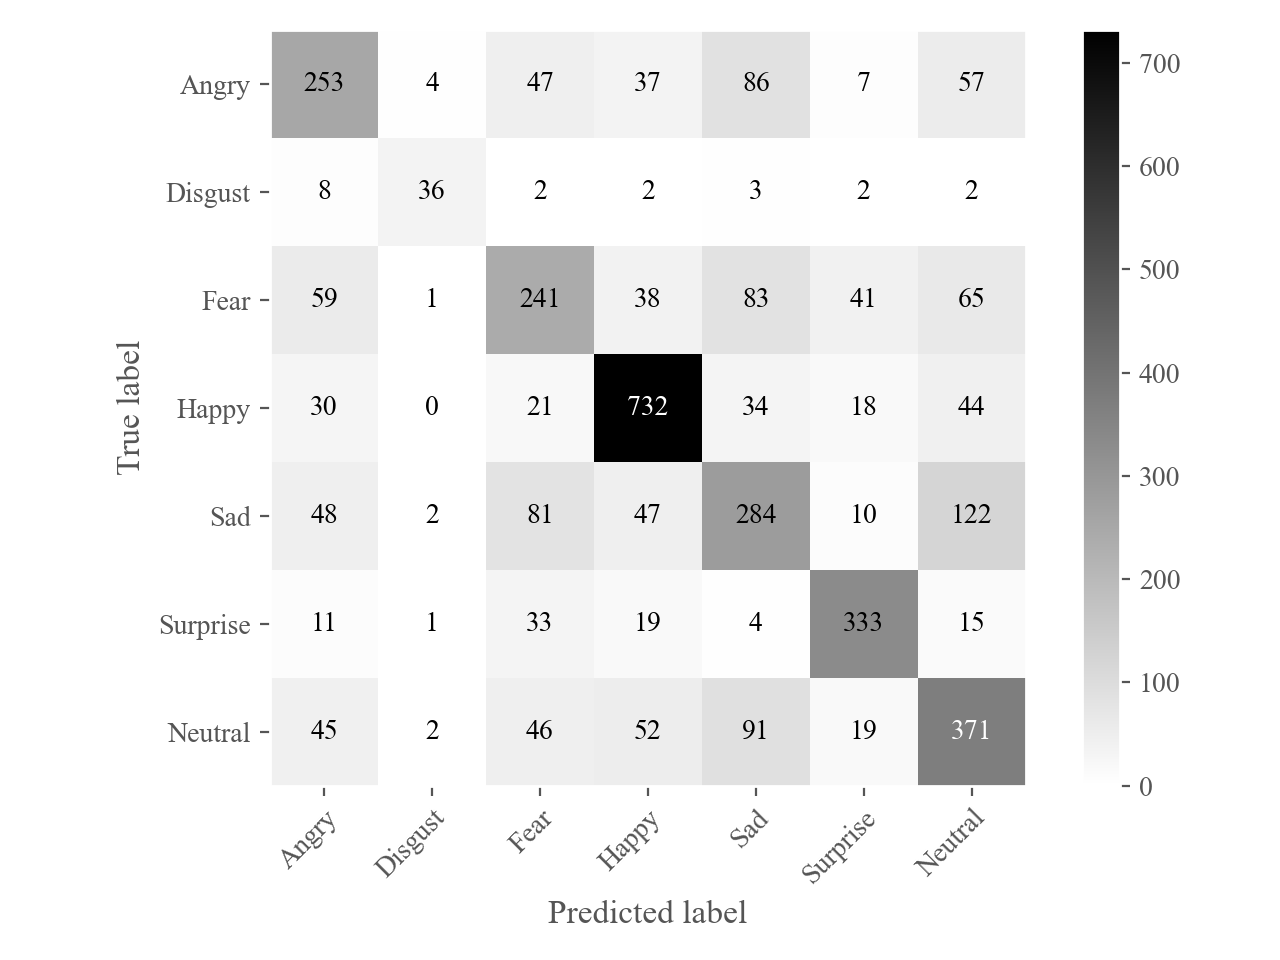 Angry 253 4 47 37 86 7 57
Disgust 8 36 2 2 3 2 2
Fear 59 1 241 38 83 41 65
Happy 30 0 21 732 34 18 44
Sad 48 2 81 47 284 10 122
Surprise 11 1 33 19 4 333 15
Neutral 45 2 46 52 91 19 371
True label
Angry Disgust Fear Happy Sad Surprise Neutral
Predicted label
700
600
500
400
300
200
100
0